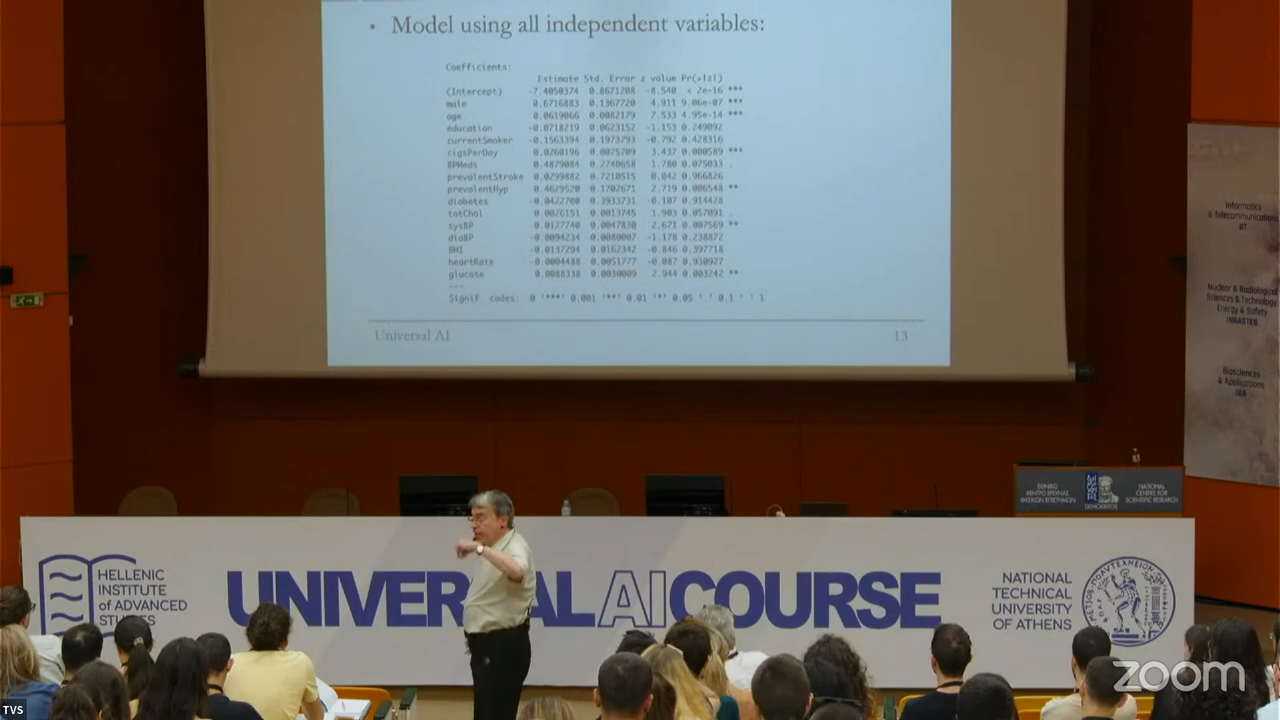 • Model using all independent variables:
Coefficients:
Estimate Std. Error z value Pr(>|z|)
(Intercept) -7.4050374 0.8671208 -8.540 < 2e-16 ***
male 0.6716883 0.1367720 4.911 9.06e-07 ***
age 0.0619066 0.0082179 7.533 4.95e-14 ***
education -0.0718219 0.0623152 -1.153 0.249092
currentSmoker -0.1563394 0.1973793 -0.792 0.428316
cigsPerDay 0.0260196 0.0075709 3.437 0.000589 ***
BPMeds 0.4879084 0.2740658 1.780 0.075033 .
prevalentStroke 0.0299882 0.7210515 0.042 0.966826
prevalentHyp 0.4629520 0.1702671 2.719 0.006548 **
diabetes -0.0422700 0.3933731 -0.107 0.914428
totChol 0.0026151 0.0013745 1.903 0.057091 .
sysBP 0.0127740 0.0047830 2.671 0.007569 **
diaBP -0.0094234 0.0080007 -1.178 0.238872
BMI -0.0137294 0.0162342 -0.846 0.397718
heartRate -0.0004488 0.0051777 -0.087 0.930927
glucose 0.0088338 0.0030009 2.944 0.003242 **
---
Signif. codes: 0 '***' 0.001 '**' 0.01 '*' 0.05 '.' 0.1 ' ' 1
Universal AI 13
Informatics
& Telecommunications
IIT
Nuclear & Radiological
Sciences & Technology,
Energy & Safety
INRASTES
Biosciences
& Applications
IBA
ΕΘΝΙΚΟ
ΚΕΝΤΡΟ ΕΡΕΥΝΑΣ
ΦΥΣΙΚΩΝ ΕΠΙΣΤΗΜΩΝ
DEMOKRITOS
NATIONAL
CENTRE FOR
SCIENTIFIC RESEARCH
HELLENIC
INSTITUTE
of ADVANCED
STUDIES
UNIVERSAL AI COURSE
NATIONAL
TECHNICAL
UNIVERSITY
OF ATHENS
zoom
TVS